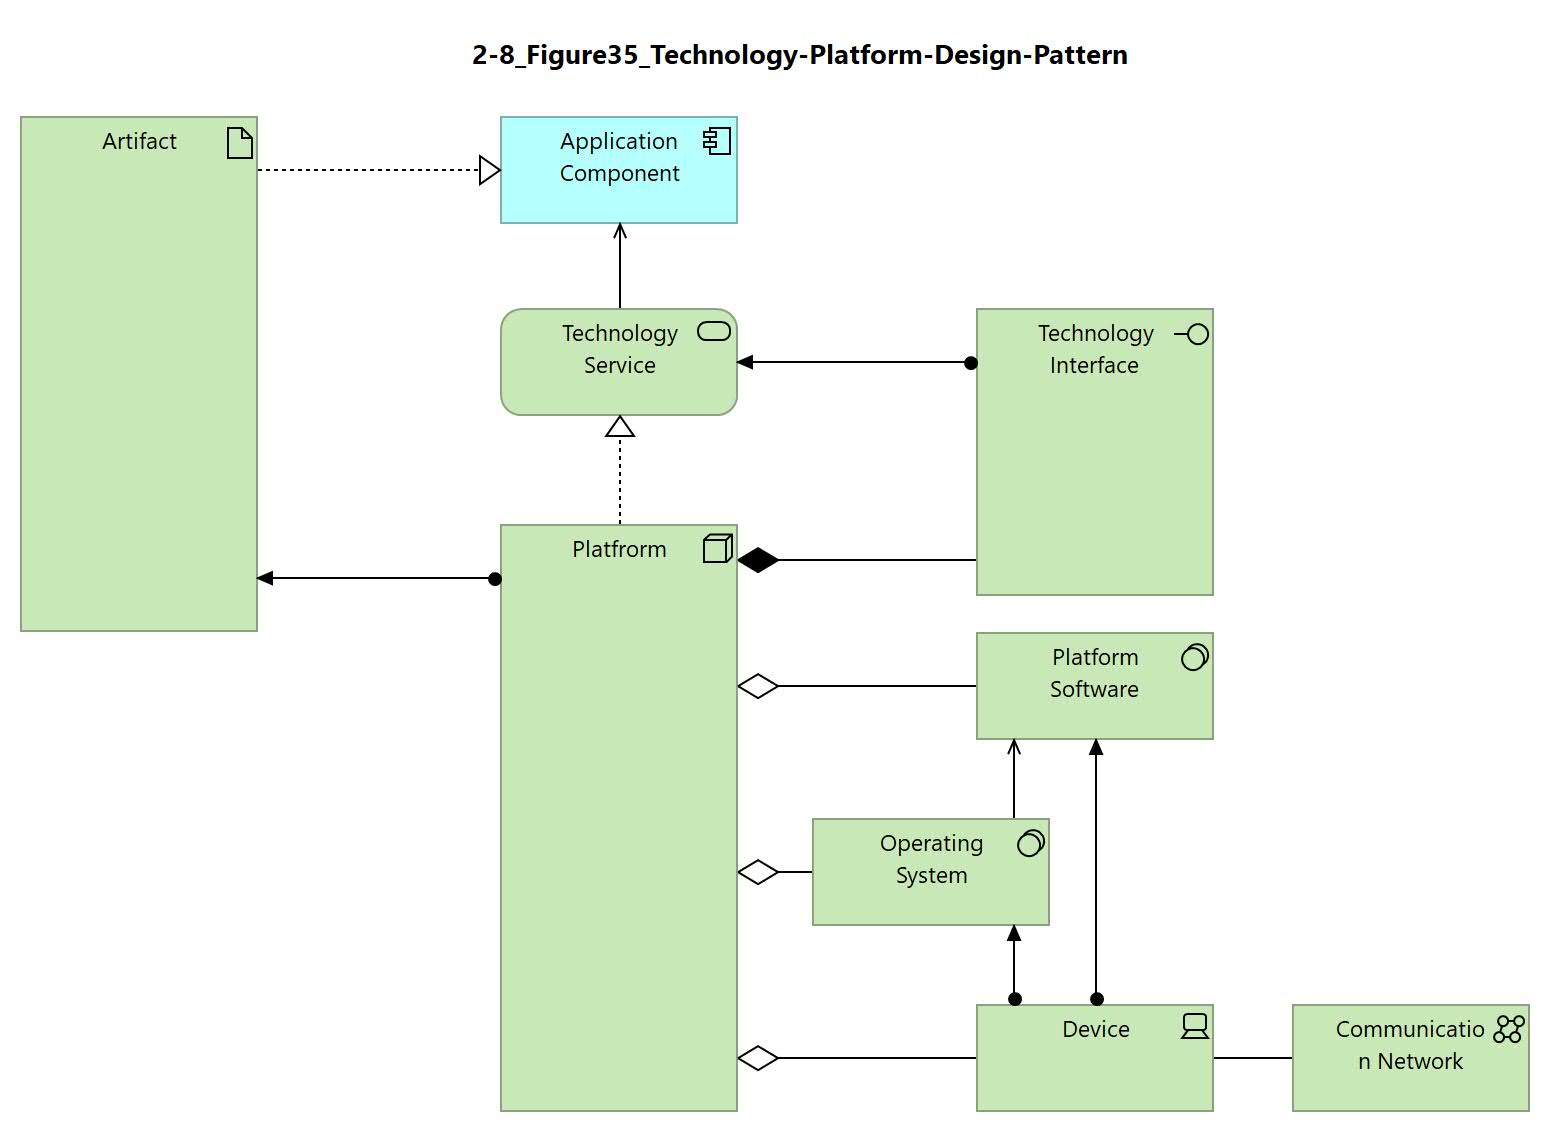 2-8_Figure35_Technology-Platform-Design-Pattern
Artifact
Application
Component
Technology
Service
Technology
Interface
Platfrorm
Platform
Software
Operating
System
Device
Communicatio
n Network